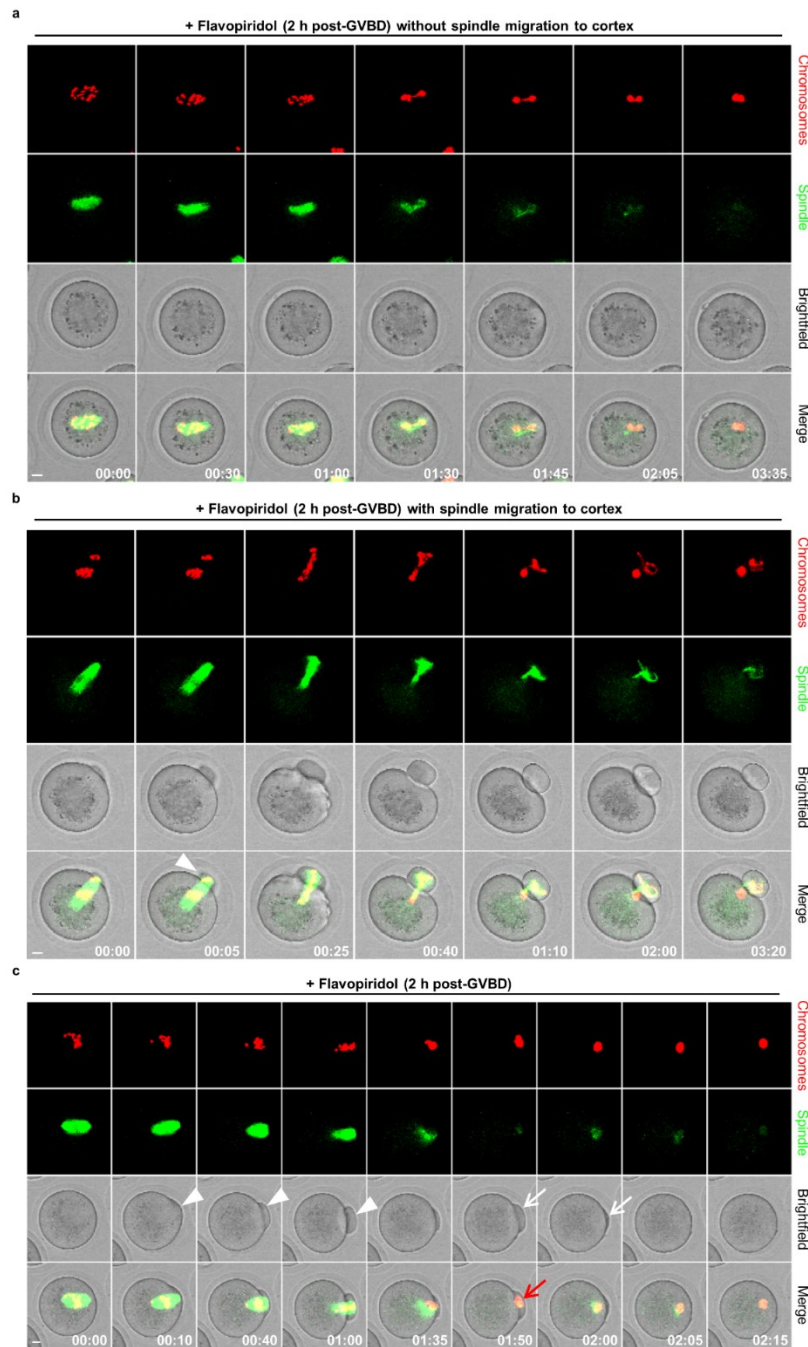 a
+ Flavopiridol (2 h post-GVBD) without spindle migration to cortex
Chromosomes
Spindle
Brightfield
Merge
00:00 00:30 01:00 01:30 01:45 02:05 03:35
b
+ Flavopiridol (2 h post-GVBD) with spindle migration to cortex
Chromosomes
Spindle
Brightfield
Merge
00:00 00:05 00:25 00:40 01:10 02:00 03:20
c
+ Flavopiridol (2 h post-GVBD)
Chromosomes
Spindle
Brightfield
Merge
00:00 00:10 00:40 01:00 01:35 01:50 02:00 02:05 02:15